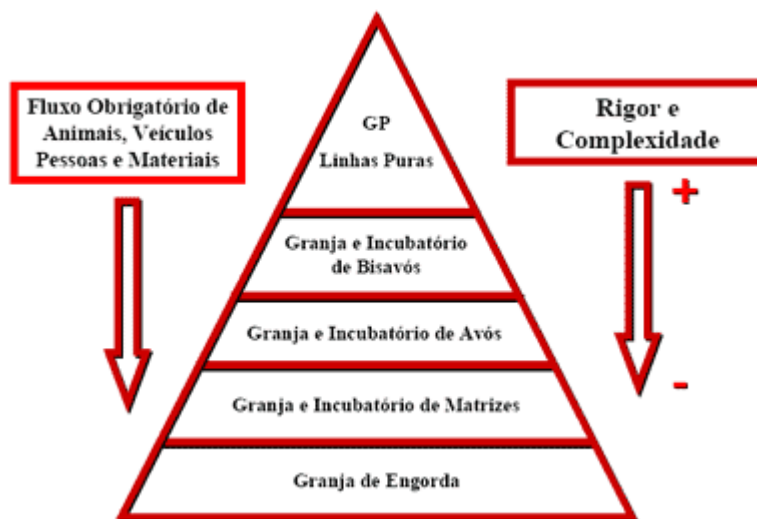 Fluxo Obrigatório de
Animais, Veículos
Pessoas e Materiais
GP
Linhas Puras
Rigor e
Complexidade
+
Granja e Incubatório
de Bisavós
Granja e Incubatório de Avós
-
Granja e Incubatório de Matrizes
Granja de Engorda